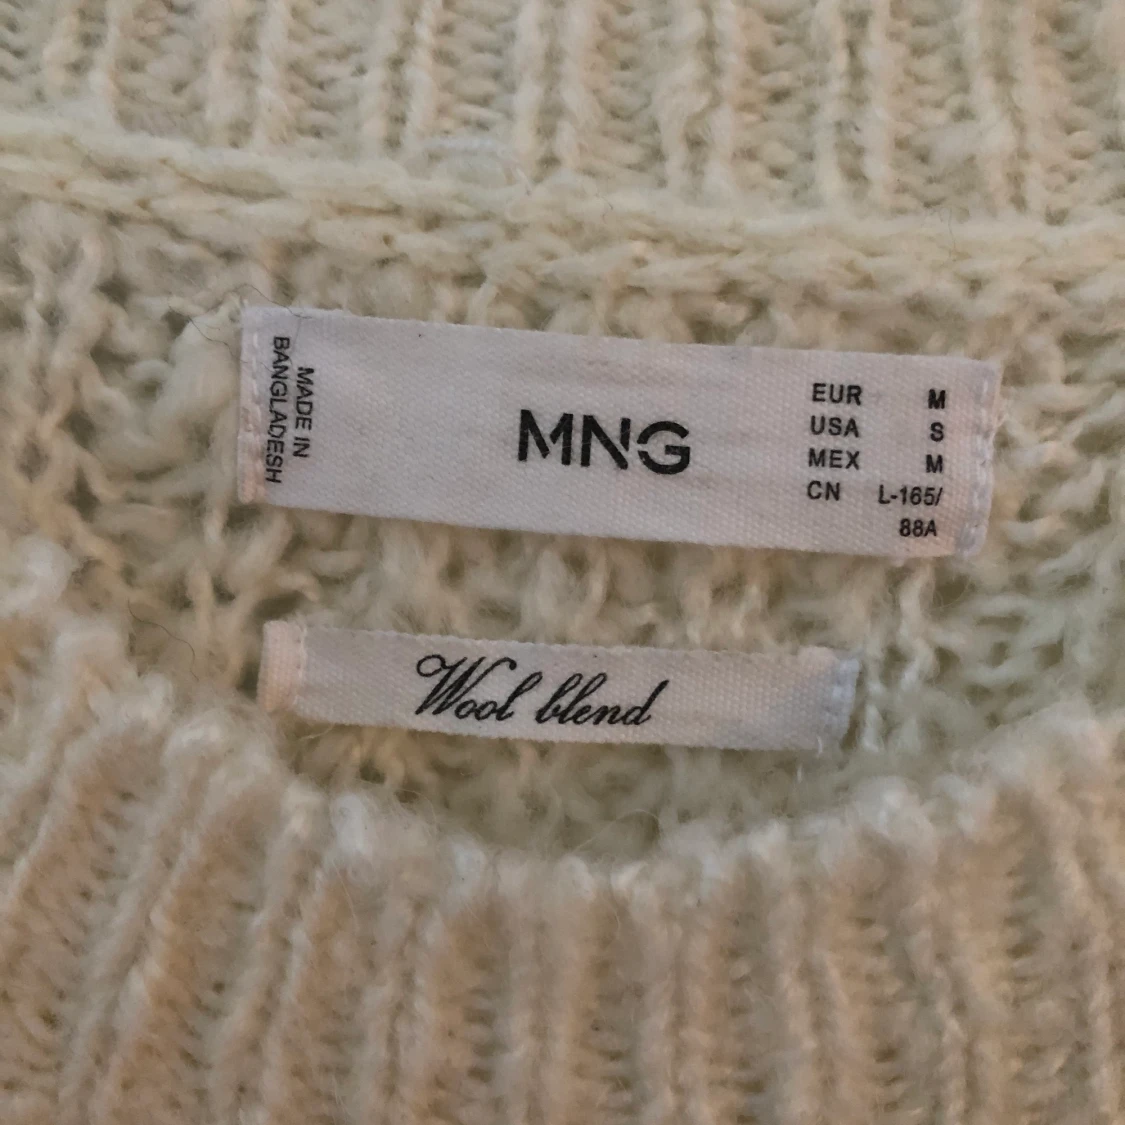 MADE IN
BANGLADESH
MNG
EUR M
USA S
MEX M
CN L-165/
88A
Wool blend